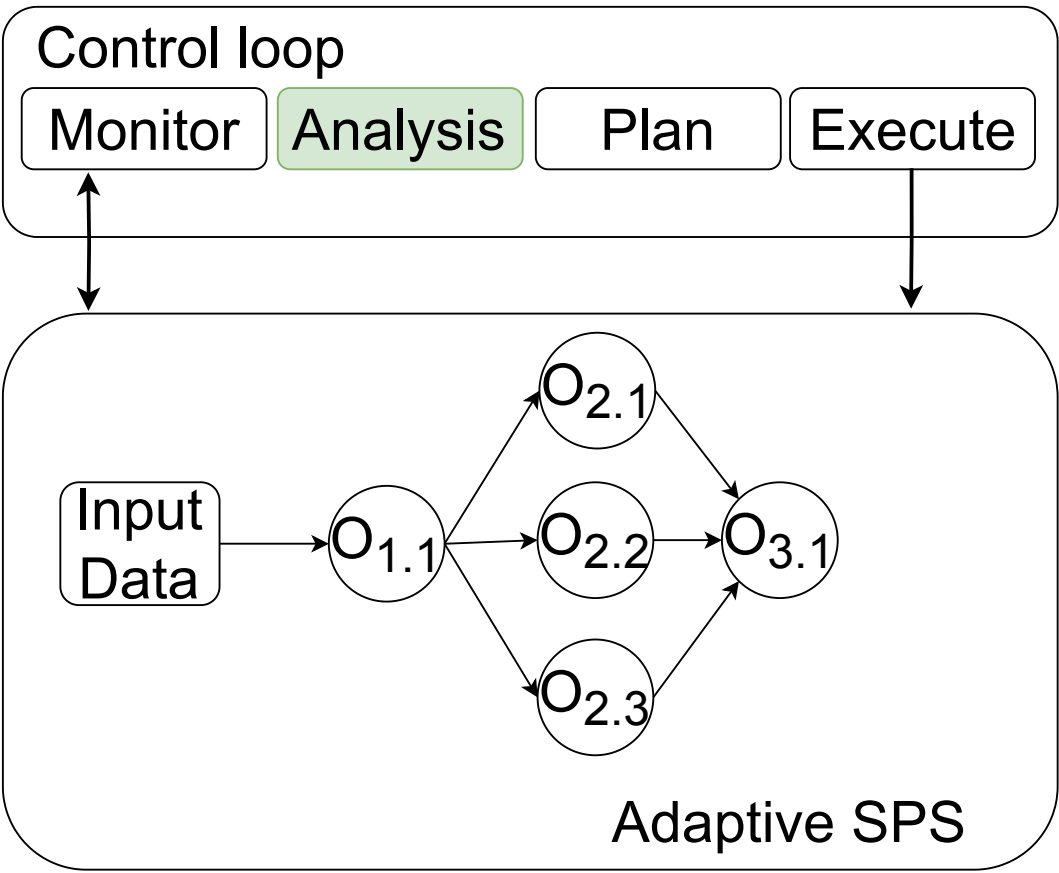 Control loop
Monitor Analysis Plan Execute
O2.1
Input
Data
O1.1
O2.2
O3.1
O2.3
Adaptive SPS